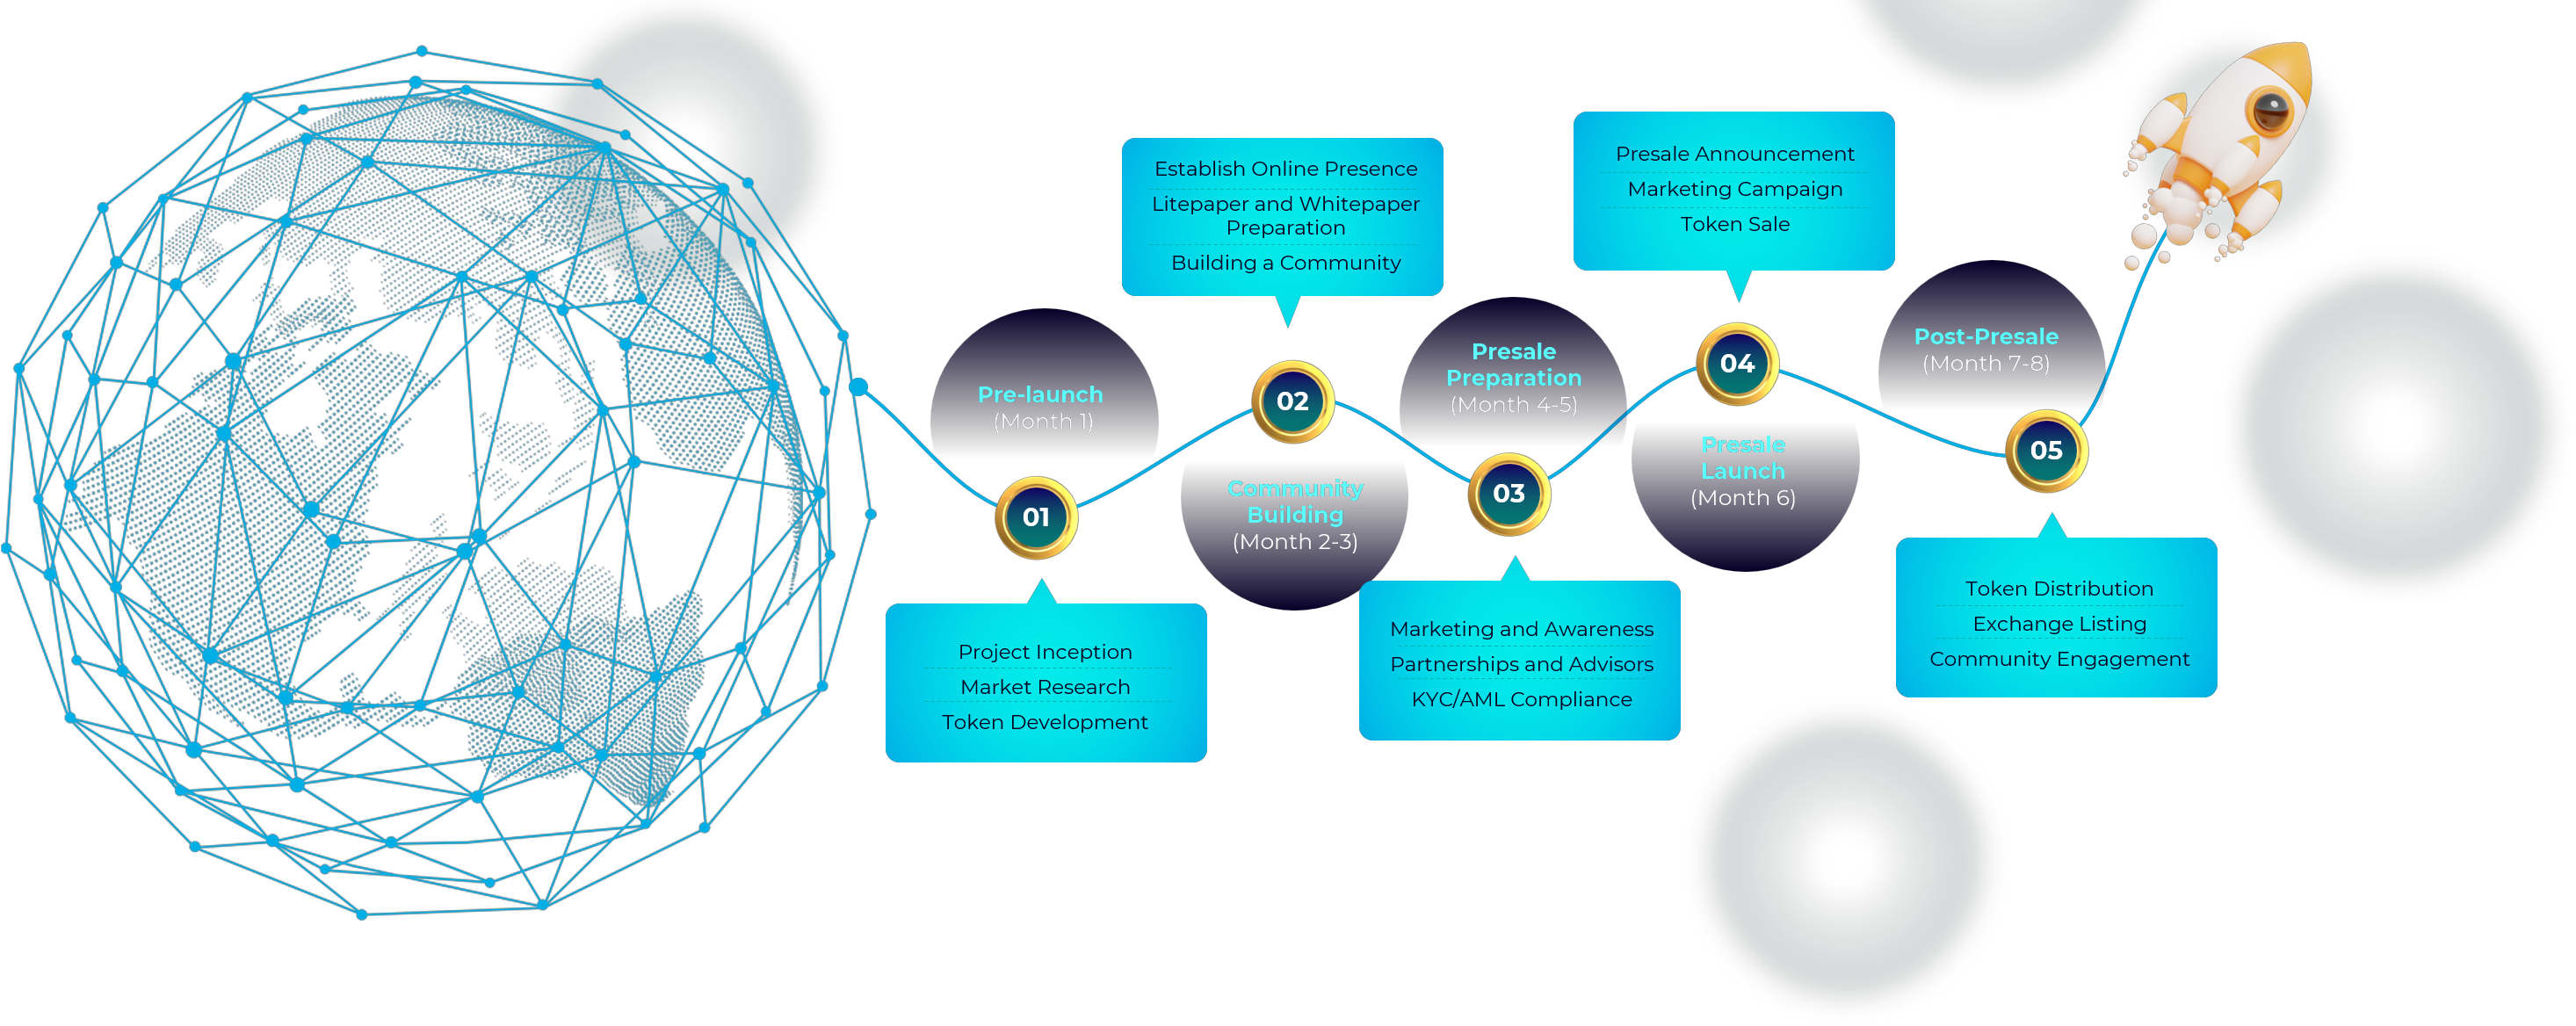 Pre-launch
(Month 1)
01
Project Inception
Market Research
Token Development
Establish Online Presence
Litepaper and Whitepaper
Preparation
Building a Community
02
Community
Building
(Month 2-3)
Presale
Preparation
(Month 4-5)
03
Marketing and Awareness
Partnerships and Advisors
KYC/AML Compliance
Presale Announcement
Marketing Campaign
Token Sale
04
Presale
Launch
(Month 6)
Post-Presale
(Month 7-8)
05
Token Distribution
Exchange Listing
Community Engagement